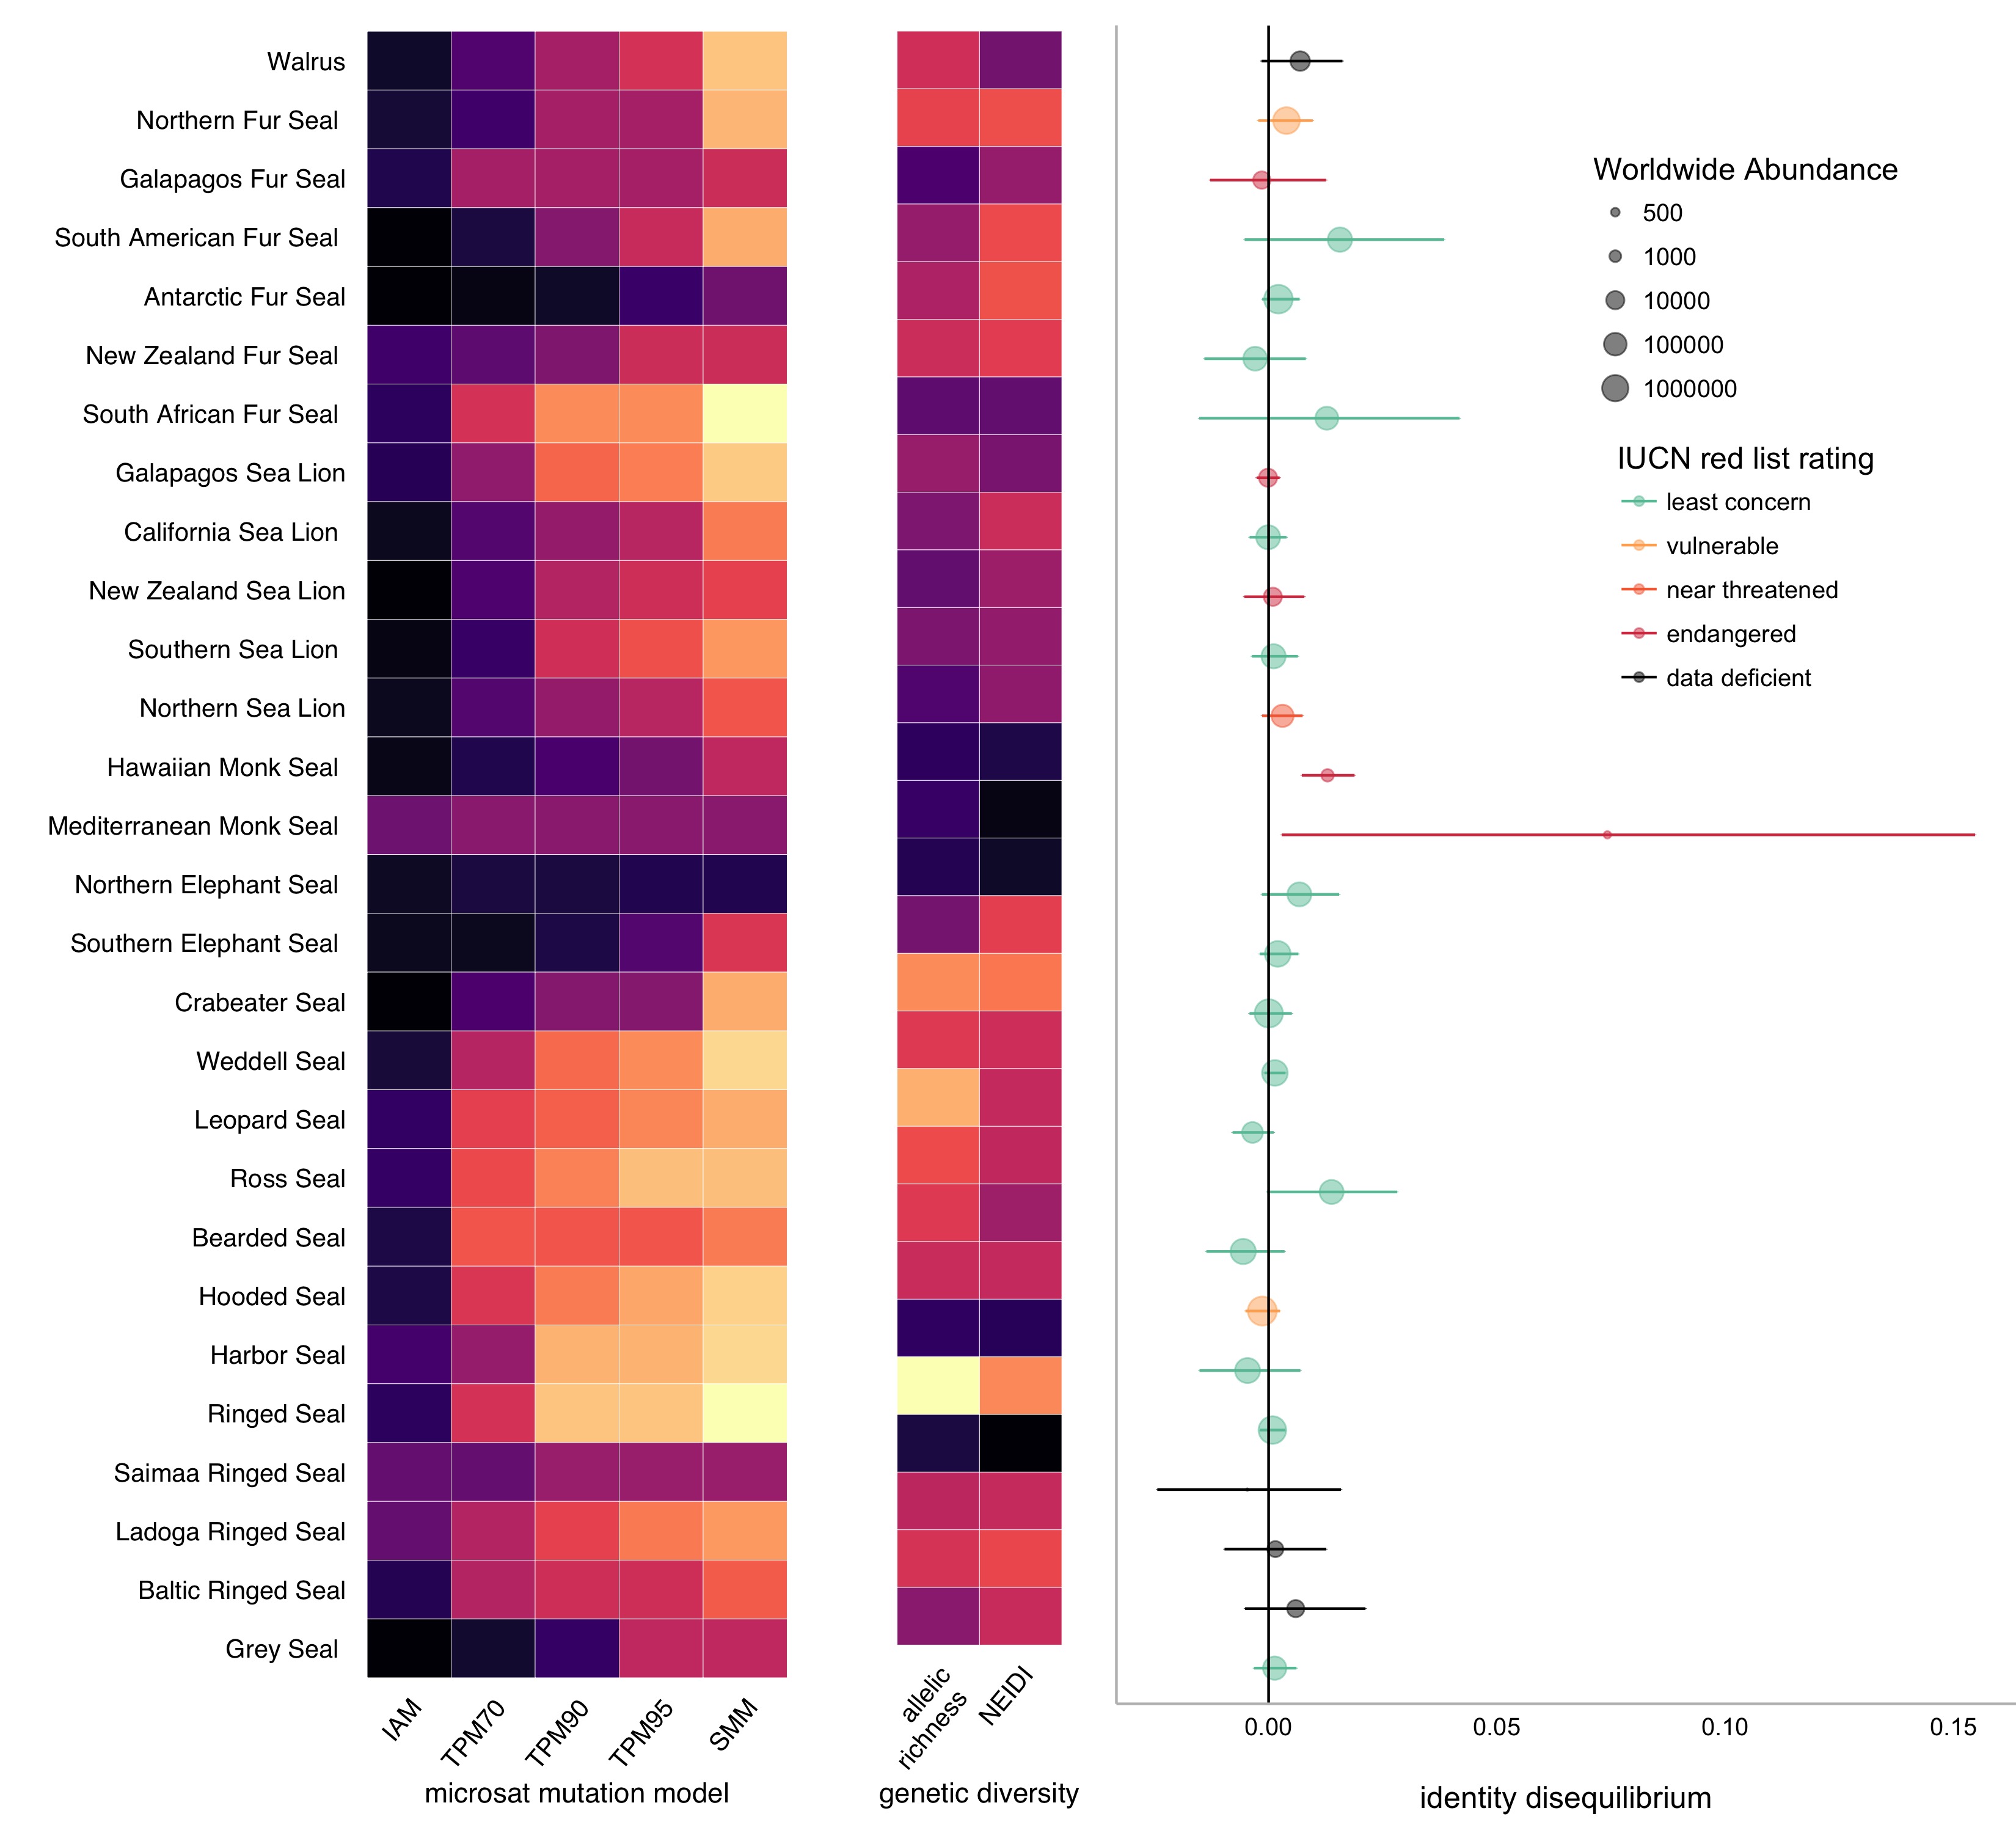 Walrus
Northern Fur Seal
Galapagos Fur Seal
South American Fur Seal
Antarctic Fur Seal
New Zealand Fur Seal
South African Fur Seal
Galapagos Sea Lion
California Sea Lion
New Zealand Sea Lion
Southern Sea Lion
Northern Sea Lion
Hawaiian Monk Seal
Mediterranean Monk Seal
Northern Elephant Seal
Southern Elephant Seal
Crabeater Seal
Weddell Seal
Leopard Seal
Ross Seal
Bearded Seal
Hooded Seal
Harbor Seal
Ringed Seal
Saimaa Ringed Seal
Ladoga Ringed Seal
Baltic Ringed Seal
Grey Seal
IAM
TPM70
TPM90
TPM95
SMM
microsat mutation model
allelic
richness
NEIDI
genetic diversity
Worldwide Abundance
500
1000
10000
100000
1000000
IUCN red list rating
least concern
vulnerable
near threatened
endangered
data deficient
0.00
0.05
0.10
0.15
identity disequilibrium